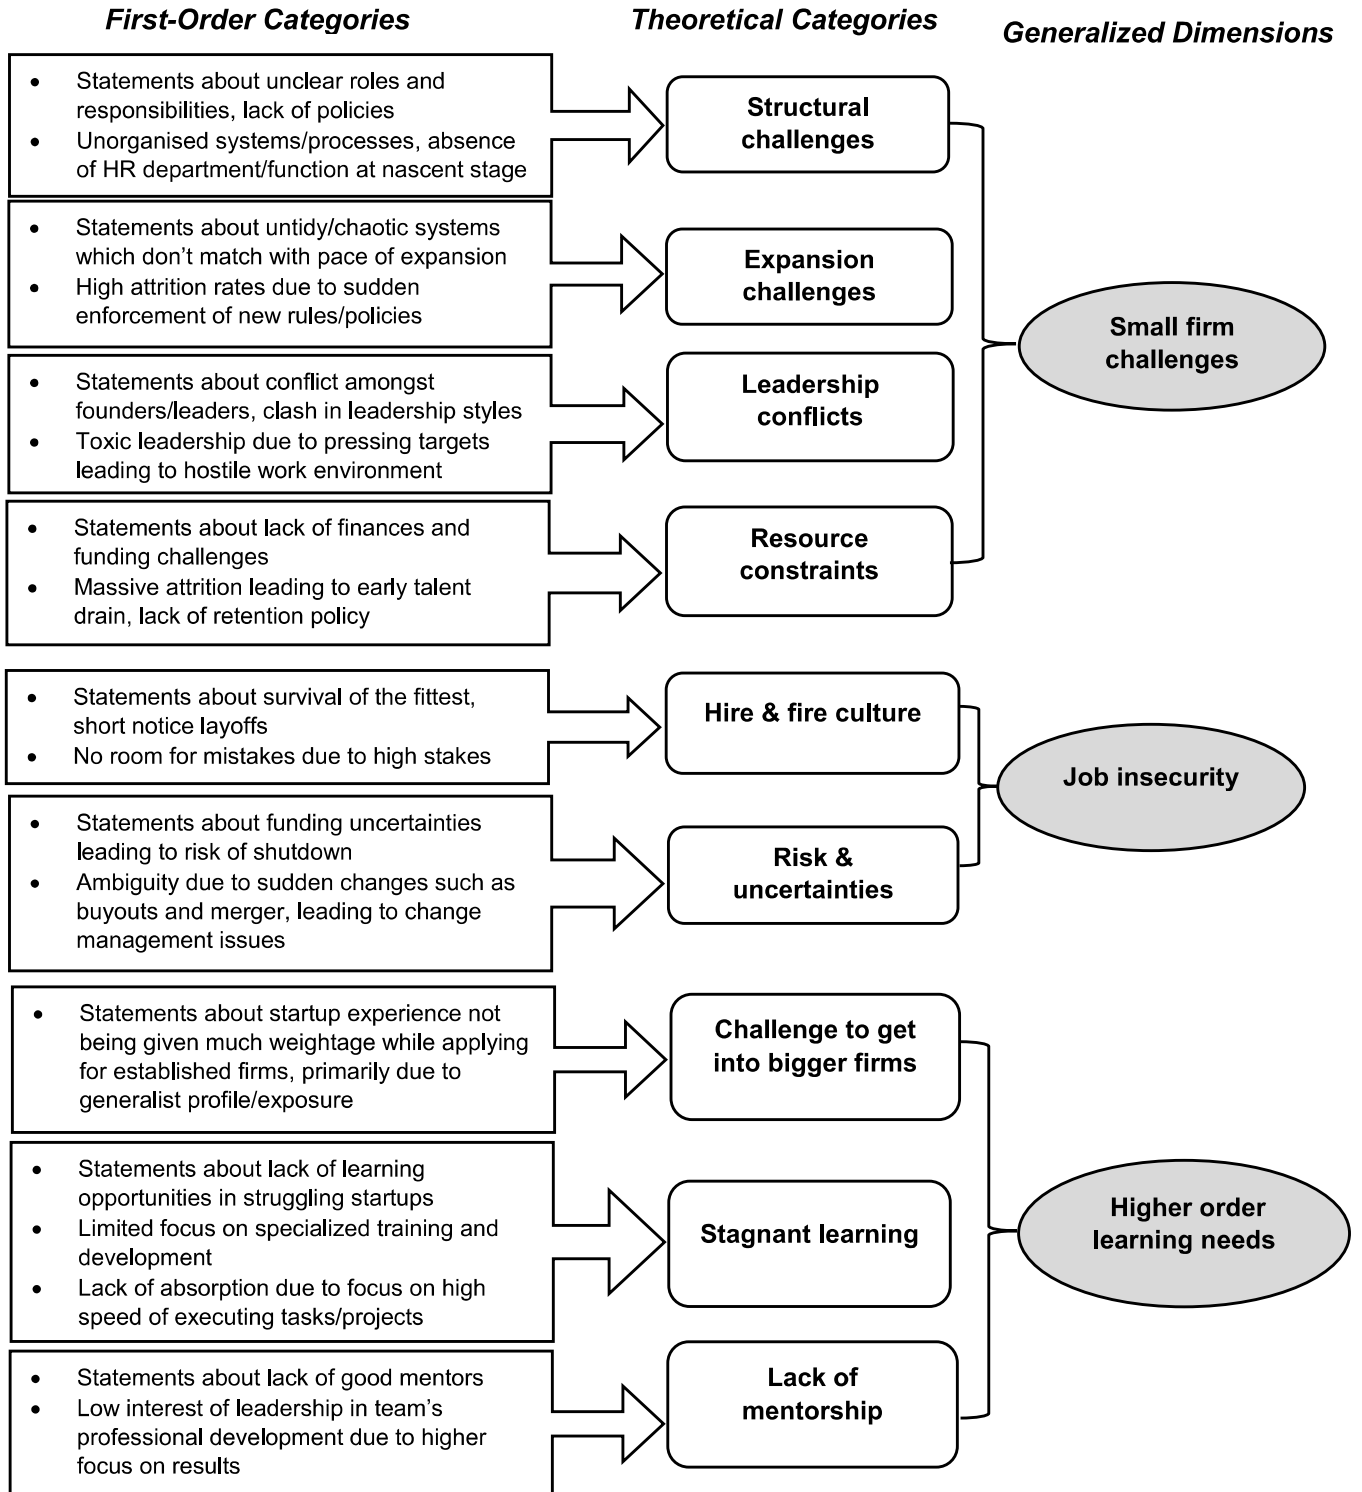 First-Order Categories
Theoretical Categories
Generalized Dimensions
• Statements about unclear roles and
responsibilities, lack of policies
• Unorganised systems/processes, absence
of HR department/function at nascent stage
Structural
challenges
• Statements about untidy/chaotic systems
which don't match with pace of expansion
• High attrition rates due to sudden
enforcement of new rules/policies
Expansion
challenges
• Statements about conflict amongst
founders/leaders, clash in leadership styles
• Toxic leadership due to pressing targets
leading to hostile work environment
Leadership
conflicts
• Statements about lack of finances and
funding challenges
• Massive attrition leading to early talent
drain, lack of retention policy
Resource
constraints
Small firm
challenges
• Statements about survival of the fittest,
short notice layoffs
• No room for mistakes due to high stakes
Hire & fire culture
• Statements about funding uncertainties
leading to risk of shutdown
• Ambiguity due to sudden changes such as
buyouts and merger, leading to change
management issues
Risk &
uncertainties
Job insecurity
• Statements about startup experience not
being given much weightage while applying
for established firms, primarily due to
generalist profile/exposure
Challenge to get
into bigger firms
• Statements about lack of learning
opportunities in struggling startups
• Limited focus on specialized training and
development
• Lack of absorption due to focus on high
speed of executing tasks/projects
Stagnant learning
• Statements about lack of good mentors
• Low interest of leadership in team's
professional development due to higher
focus on results
Lack of
mentorship
Higher order
learning needs